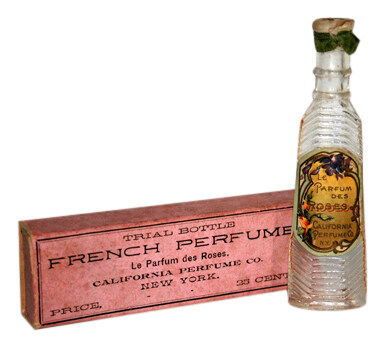 TRIAL BOTTLE
FRENCH PERFUME
Le Parfum des Roses.
CALIFORNIA PERFUME CO.
NEW YORK.
PRICE, - - 25 CENT
LE
PARFUM
DES
ROSES
CALIFORNIA
PERFUME CO.
N.Y.